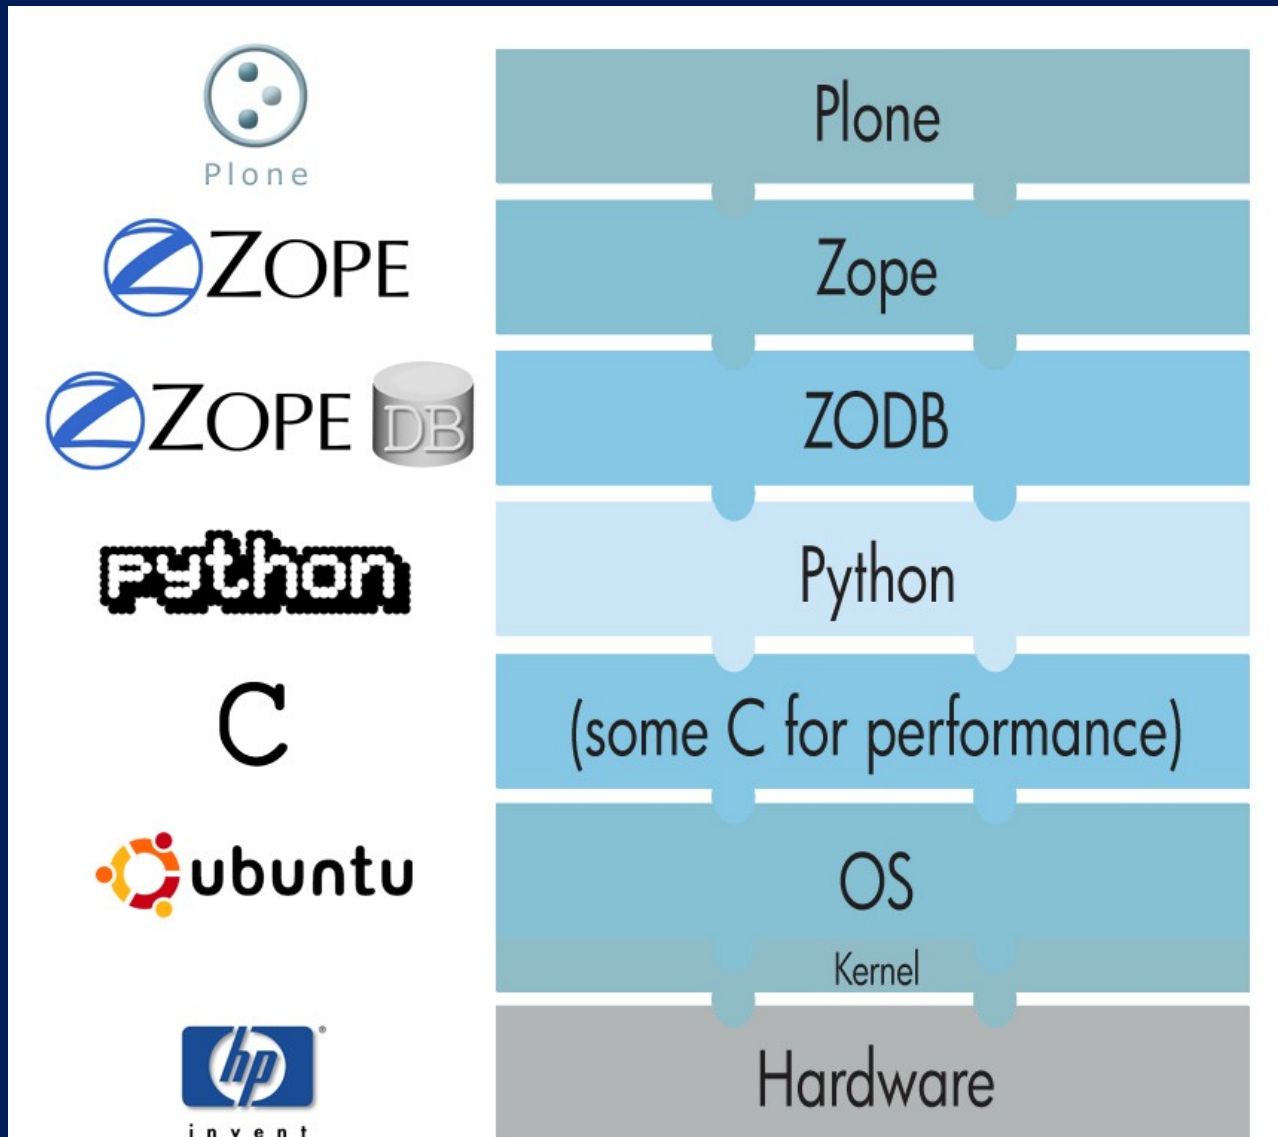 Plone
Plone
ZOPE
Zope
ZOPE DB
ZODB
python
Python
C
(some C for performance)
ubuntu
OS
Kernel
hp ®
invent
Hardware